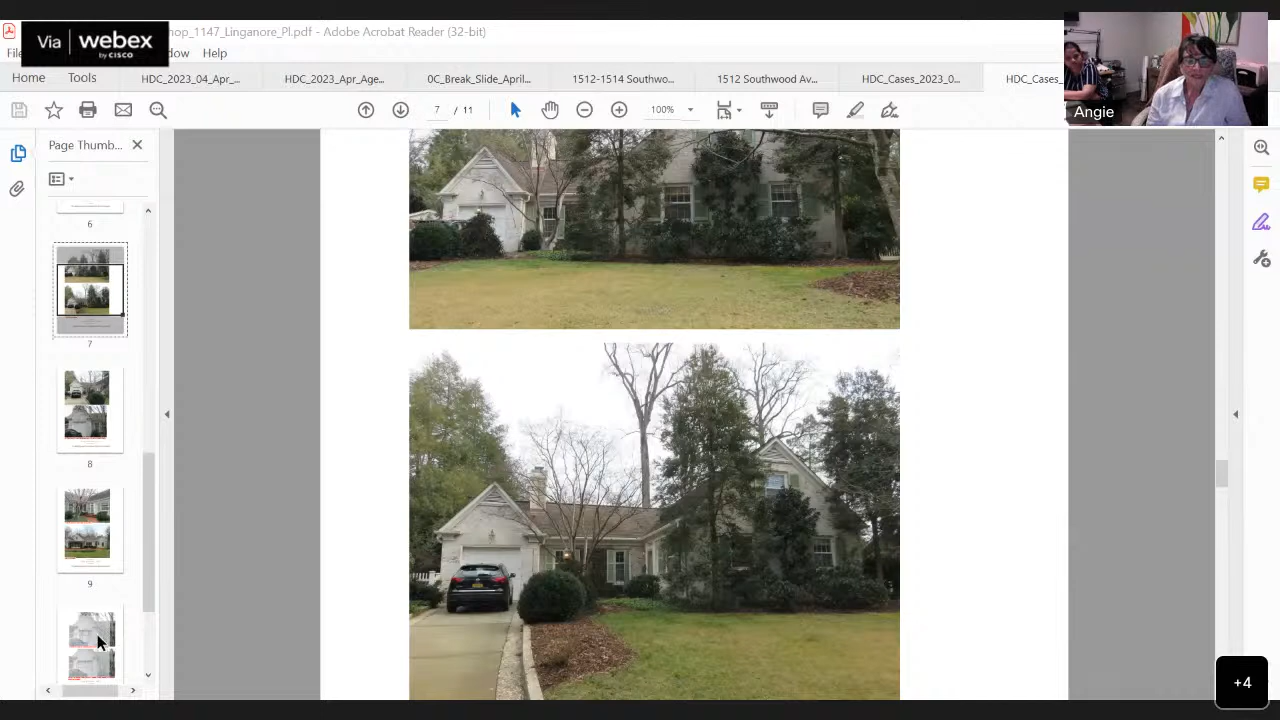 Via webex
by CISCO
hop_1147_Linganore_Pl.pdf - Adobe Acrobat Reader (32-bit)
File dow Help
Home Tools HDC_2023_04_Apr_... HDC_2023_Apr_Age... 0C_Break_Slide_April... 1512-1514 Southwo... 1512 Southwood Av... HDC_Cases_2023_0... HDC_Cases_
7 / 11 100%
Angie
Page Thumb...
6
7
8
9
+4